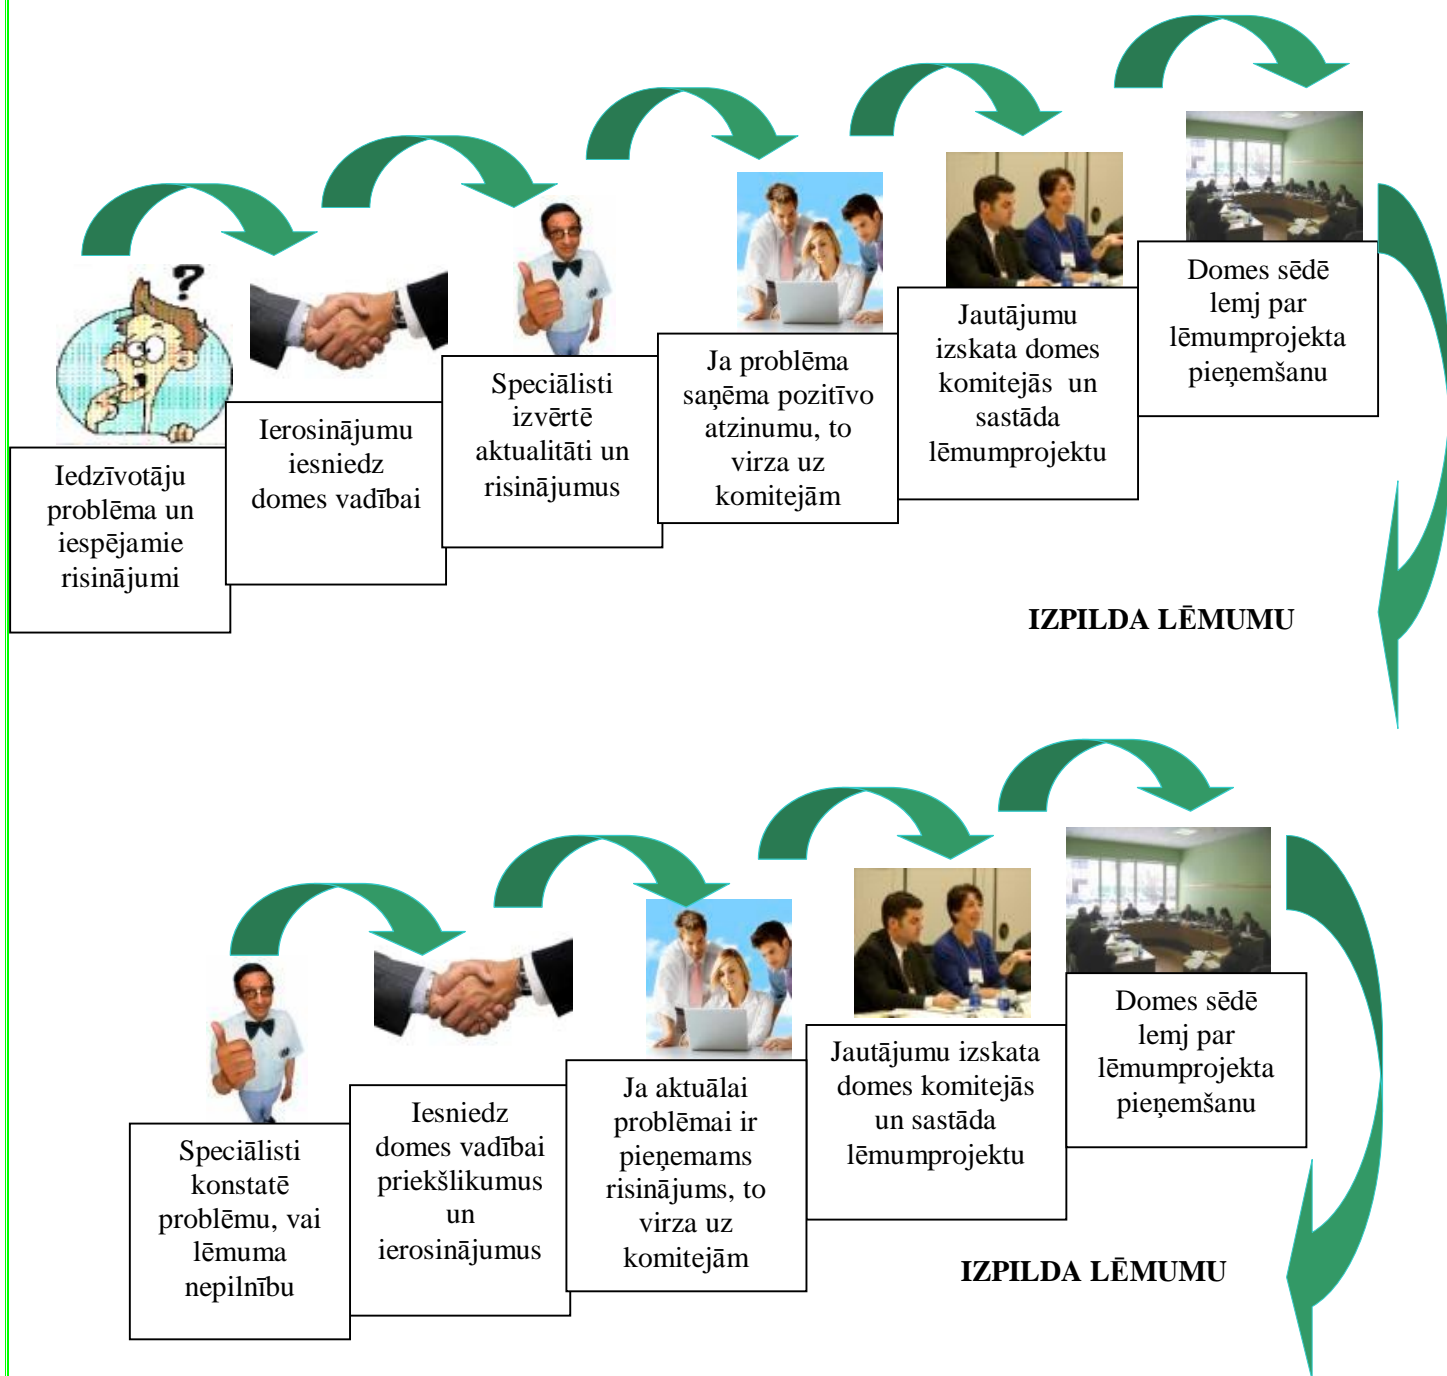 Iedzīvotāju
problēma un
iespējamie
risinājumi
Ierosinājumu
iesniedz
domes vadībai
Speciālisti
izvērtē
aktualitāti un
risinājumus
Ja problēma
saņēma pozitīvo
atzinumu, to
virza uz
komitejām
Jautājumu
izskata domes
komitejās un
sastāda
lēmumprojektu
Domes sēdē
lemj par
lēmumprojekta
pieņemšanu
IZPILDA LĒMUMU
Speciālisti
konstatē
problēmu, vai
lēmuma
nepilnību
Iesniedz
domes vadībai
priekšlikumus
un
ierosinājumus
Ja aktuālai
problēmai ir
pieņemams
risinājums, to
virza uz
komitejām
Jautājumu izskata
domes komitejās
un sastāda
lēmumprojektu
Domes sēdē
lemj par
lēmumprojekta
pieņemšanu
IZPILDA LĒMUMU